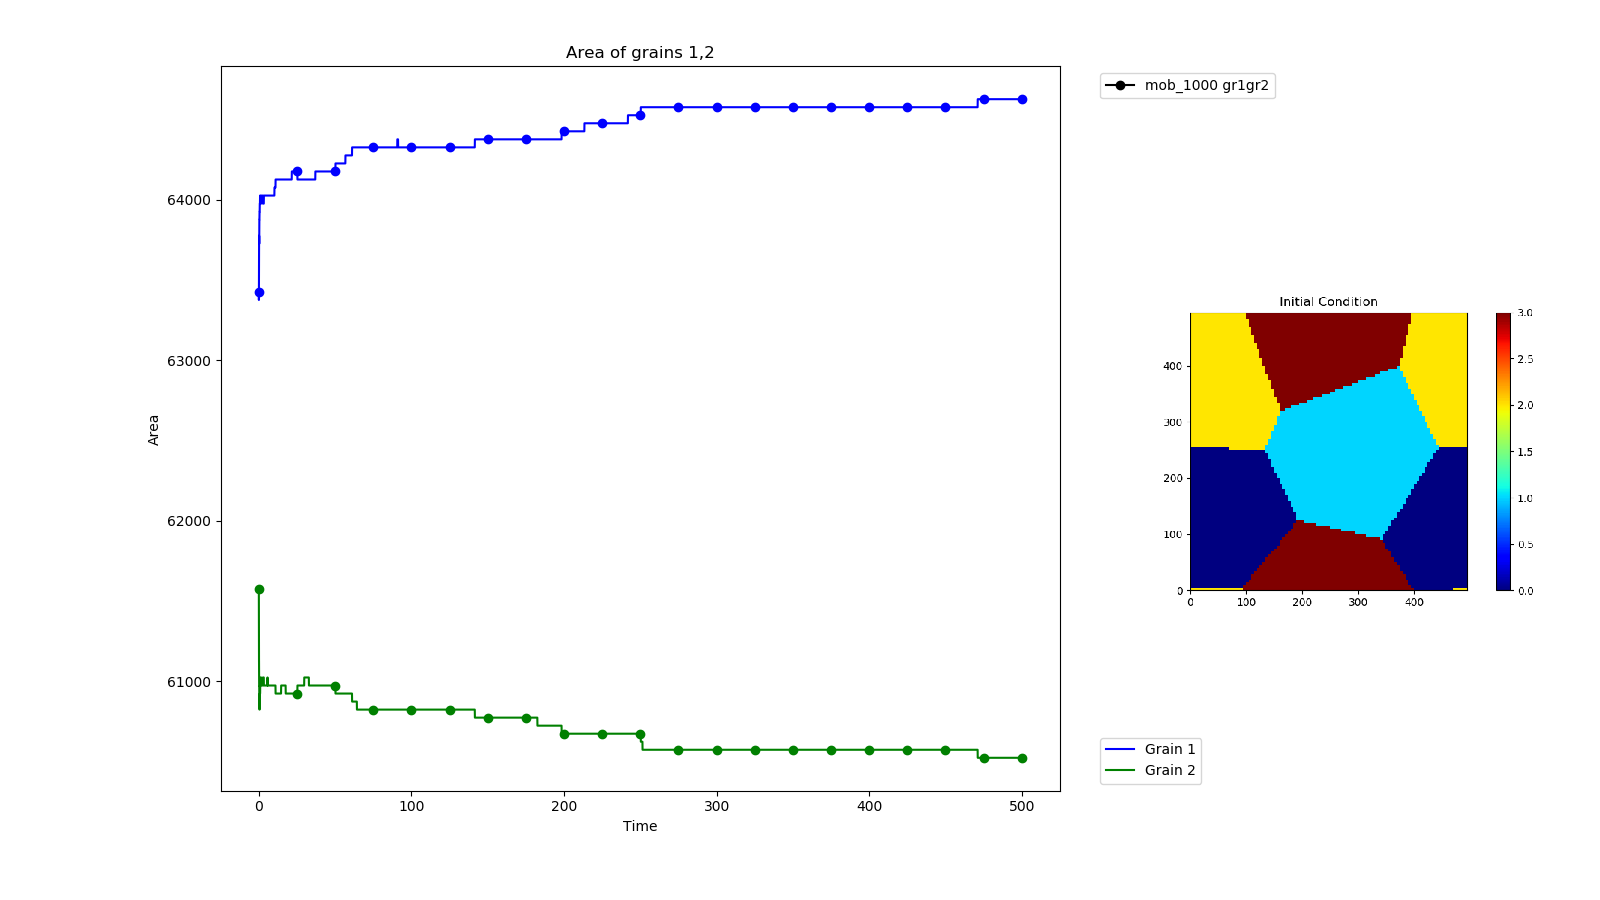 Area of grains 1,2
mob_1000 gr1gr2
Area
64000
63000
62000
61000
0 100 200 300 400 500
Time
Initial Condition
400
300
200
100
0
0 100 200 300 400
3.0
2.5
2.0
1.5
1.0
0.5
0.0
Grain 1
Grain 2